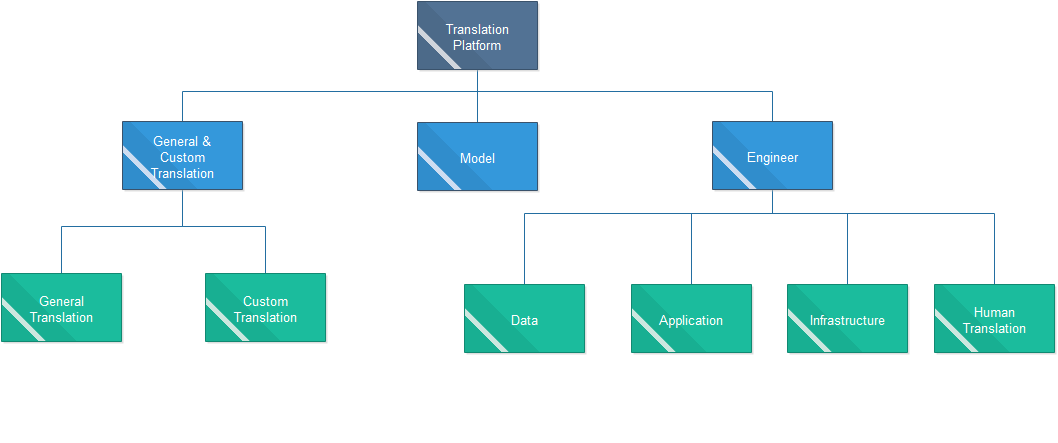 Translation
Platform
General &
Custom
Translation
Model
Engineer
General
Translation
Custom
Translation
Data
Application
Infrastructure
Human
Translation